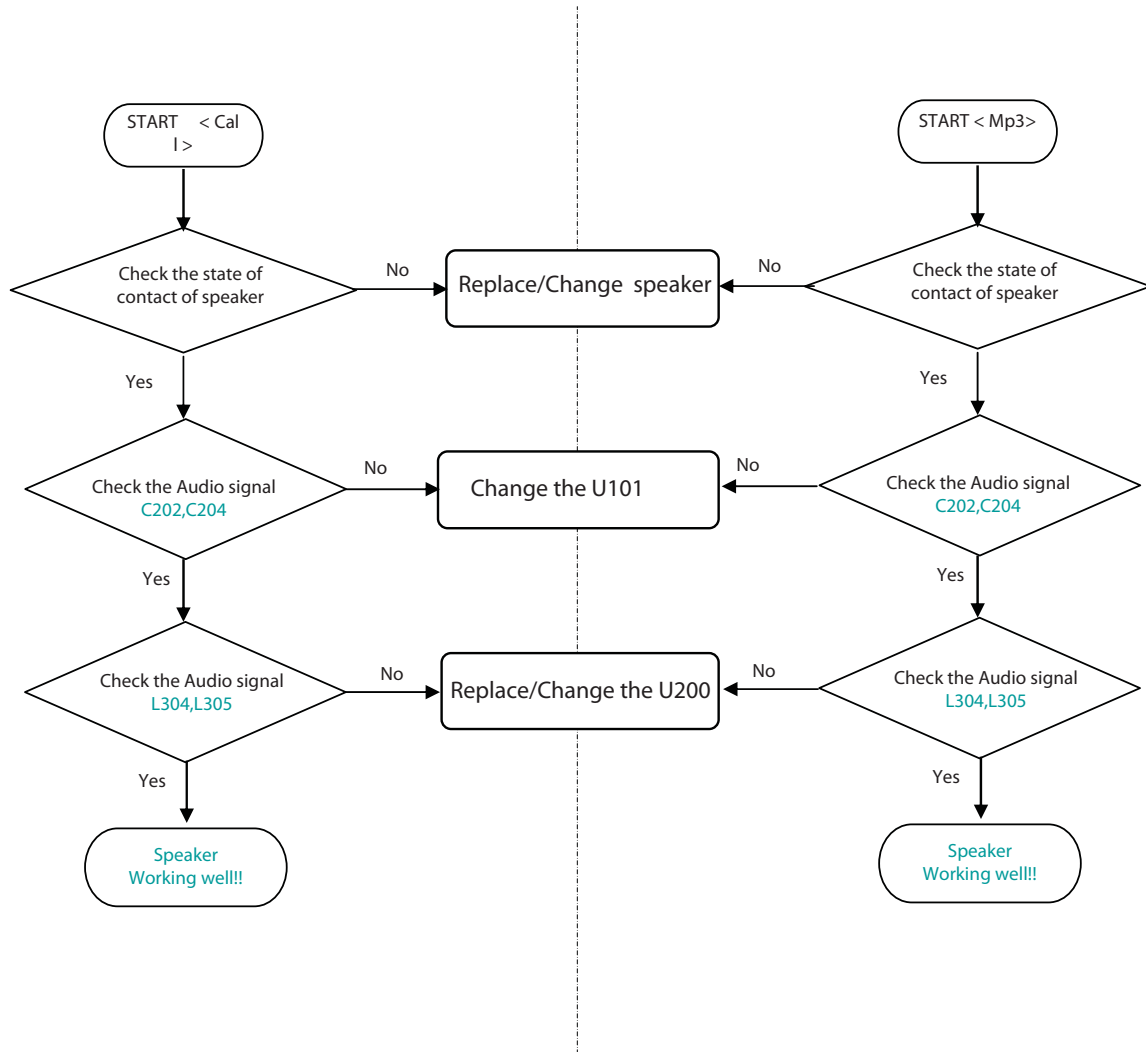 START < Cal
l >
Check the state of
contact of speaker
No
Yes
Check the Audio signal
C202,C204
No
Yes
Check the Audio signal
L304,L305
No
Yes
Speaker
Working well!!
Replace/Change speaker
Change the U101
Replace/Change the U200
START < Mp3>
Check the state of
contact of speaker
No
Yes
Check the Audio signal
C202,C204
No
Yes
Check the Audio signal
L304,L305
No
Yes
Speaker
Working well!!